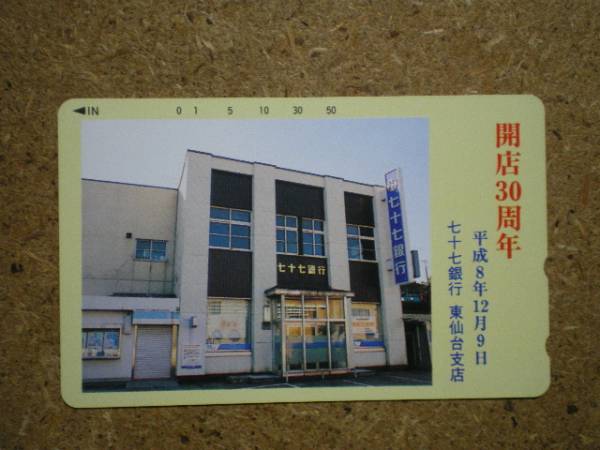 ◀IN 0 1 5 10 30 50
開店30周年
平成8年12月9日
七十七銀行 東仙台支店
七十七銀行
七十七銀行